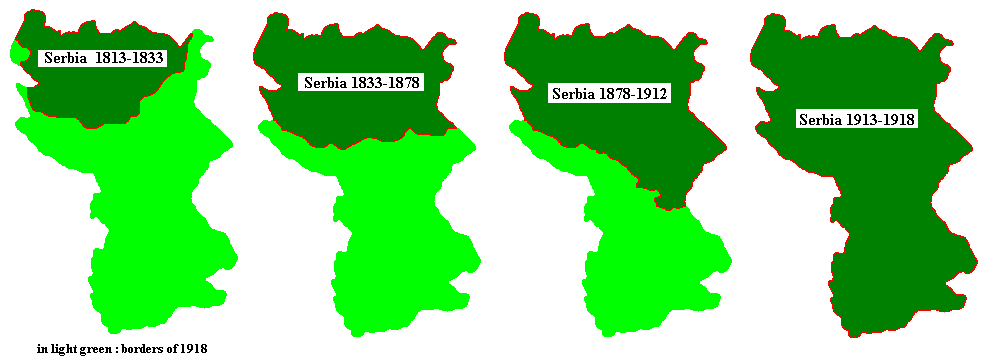 Serbia 1813-1833
Serbia 1833-1878
Serbia 1878-1912
Serbia 1913-1918
in light green : borders of 1918